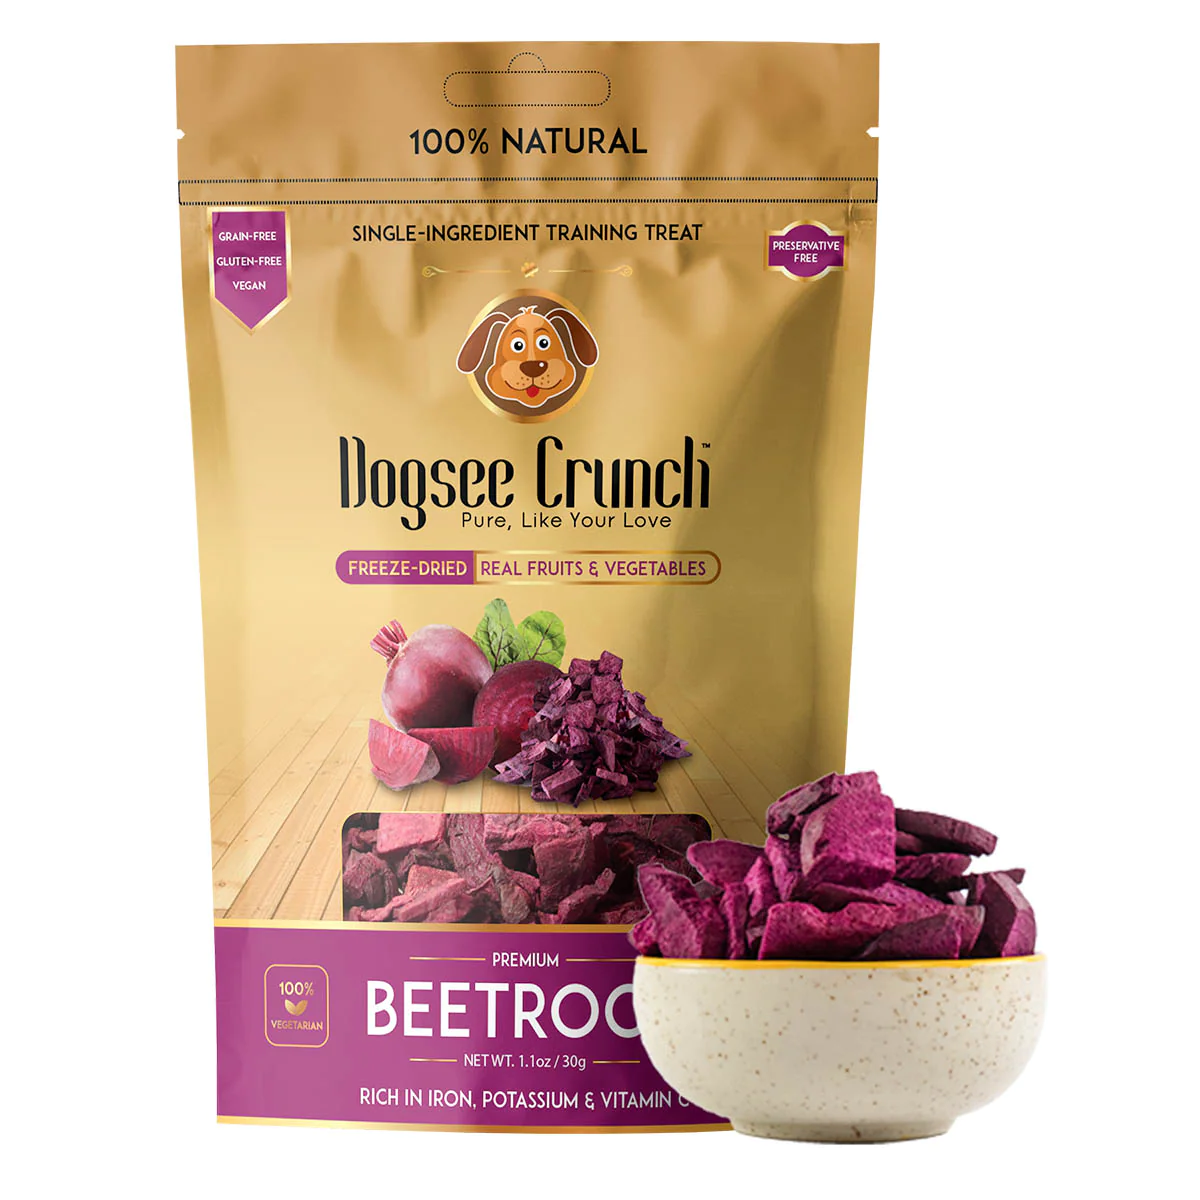 100% NATURAL
SINGLE-INGREDIENT TRAINING TREAT
GRAIN-FREE
GLUTEN-FREE
VEGAN
PRESERVATIVE
FREE
Dogsee Crunch™
Pure, Like Your Love
FREEZE-DRIED REAL FRUITS & VEGETABLES
PREMIUM
BEETROO
100%
VEGETARIAN
NET WT. 1.1oz / 30g
RICH IN IRON, POTASSIUM & VITAMIN C